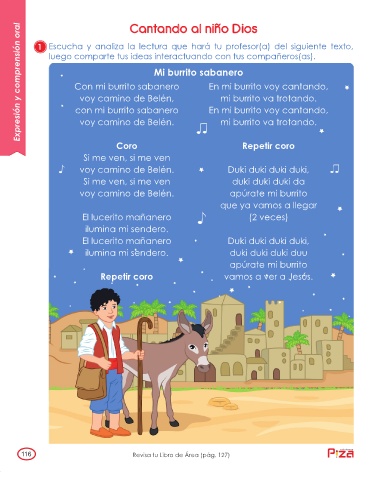 Expresión y comprensión oral
Cantando al niño Dios
1 Escucha y analiza la lectura que hará tu profesor(a) del siguiente texto,
luego comparte tus ideas interactuando con tus compañeros(as).
Mi burrito sabanero
Con mi burrito sabanero
voy camino de Belén,
con mi burrito sabanero
voy camino de Belén.
Coro
Si me ven, si me ven
voy camino de Belén.
Si me ven, si me ven
voy camino de Belén.
El lucerito mañanero
ilumina mi sendero.
El lucerito mañanero
ilumina mi sendero.
Repetir coro
En mi burrito voy cantando,
mi burrito va trotando.
En mi burrito voy cantando,
mi burrito va trotando.
Repetir coro
Duki duki duki duki,
duki duki duki da
apúrate mi burrito
que ya vamos a llegar
(2 veces)
Duki duki duki duki,
duki duki duki duu
apúrate mi burrito
vamos a ver a Jesús.
116
Revisa tu Libro de Área (pág. 127)
Piza